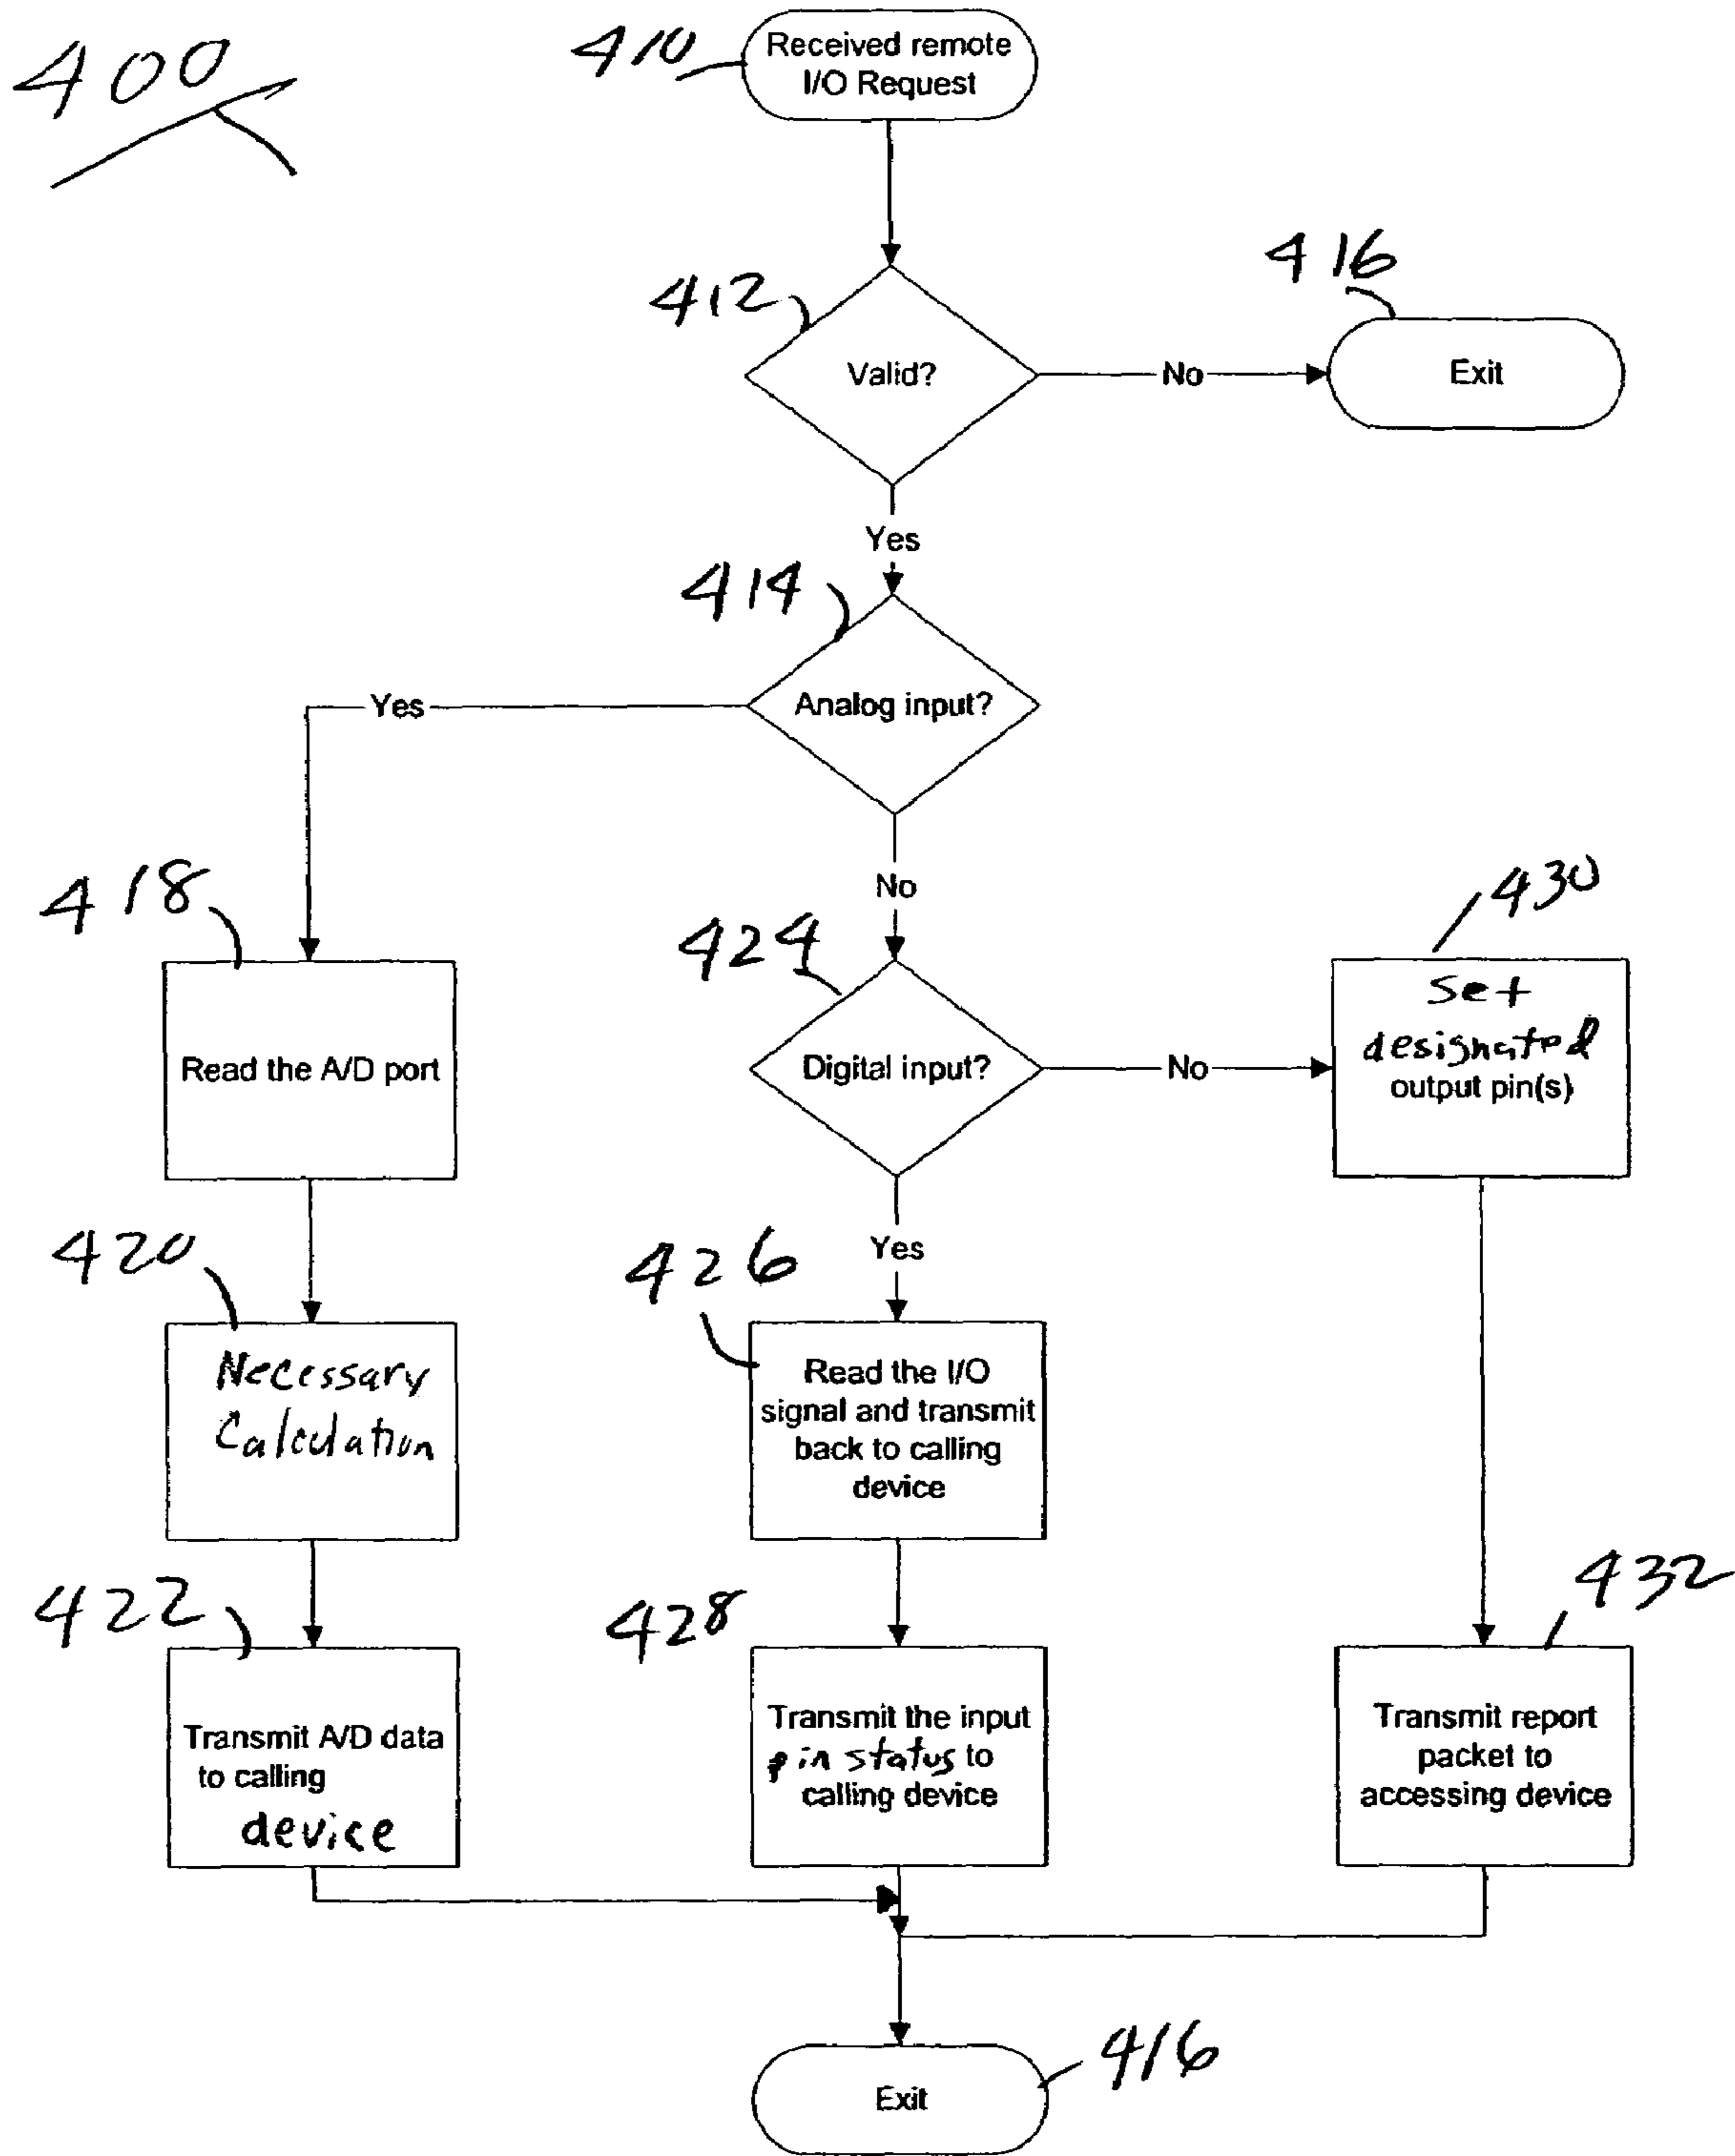 400
410
Received remote
I/O Request
412
Valid?
No
416
Exit
Yes
414
Analog input?
Yes
No
418
Read the A/D port
424
Digital input?
No
430
Set
designated
output pin(s)
420
Necessary
Calculation
Yes
426
Read the I/O
signal and transmit
back to calling
device
422
Transmit A/D data
to calling
device
428
Transmit the input
pin status to
calling device
432
Transmit report
packet to
accessing device
Exit
416